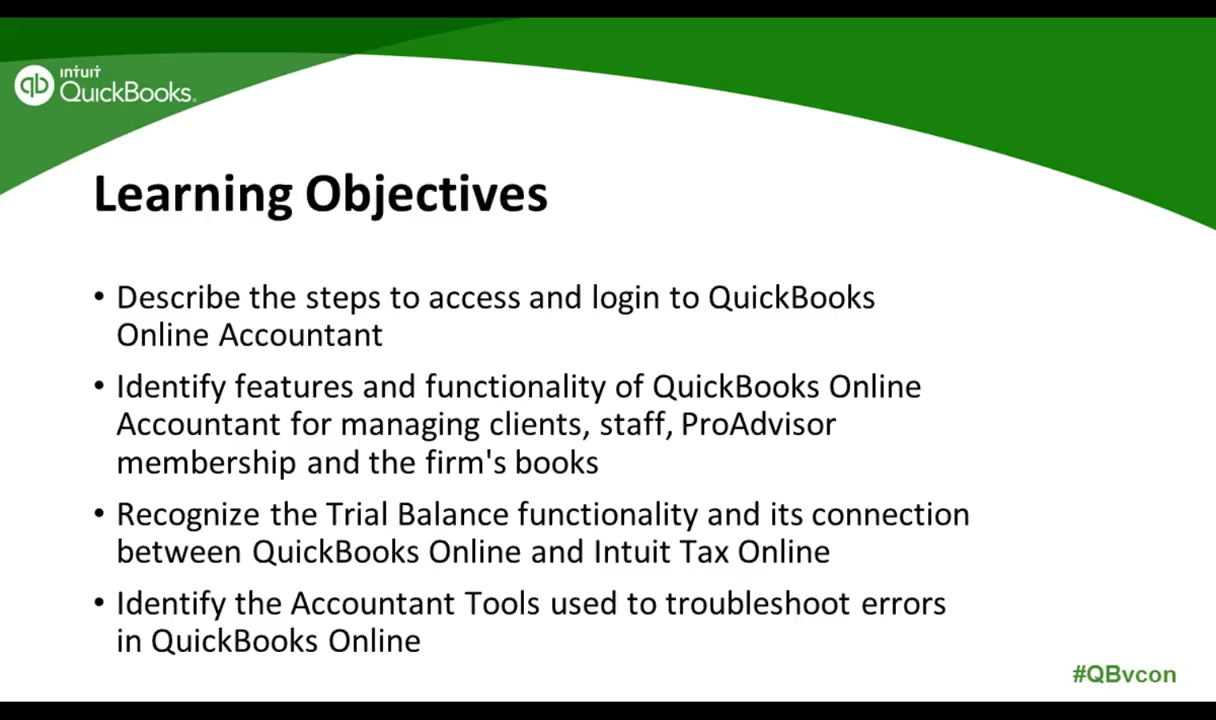 intuit
QuickBooks.
Learning Objectives
• Describe the steps to access and login to QuickBooks
Online Accountant
• Identify features and functionality of QuickBooks Online
Accountant for managing clients, staff, ProAdvisor
membership and the firm's books
• Recognize the Trial Balance functionality and its connection
between QuickBooks Online and Intuit Tax Online
• Identify the Accountant Tools used to troubleshoot errors
in QuickBooks Online
#QBvcon